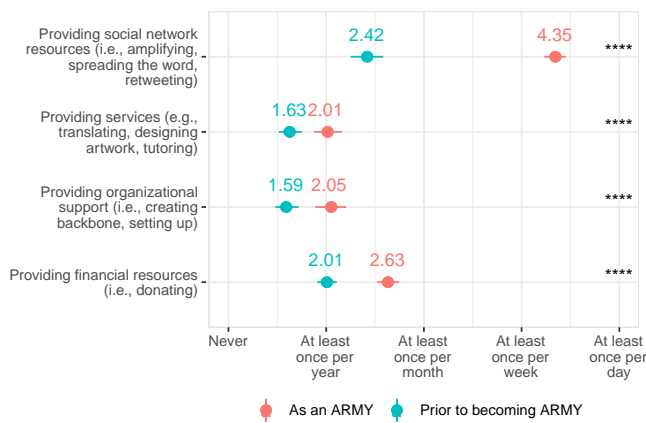 Providing social network
resources (i.e., amplifying,
spreading the word,
retweeting)
2.42
4.35
****
Providing services (e.g.,
translating, designing
artwork, tutoring)
1.63
2.01
****
Providing organizational
support (i.e., creating
backbone, setting up)
1.59
2.05
****
Providing financial resources
(i.e., donating)
2.01
2.63
****
Never
At least
once per
year
At least
once per
month
At least
once per
week
At least
once per
day
As an ARMY
Prior to becoming ARMY